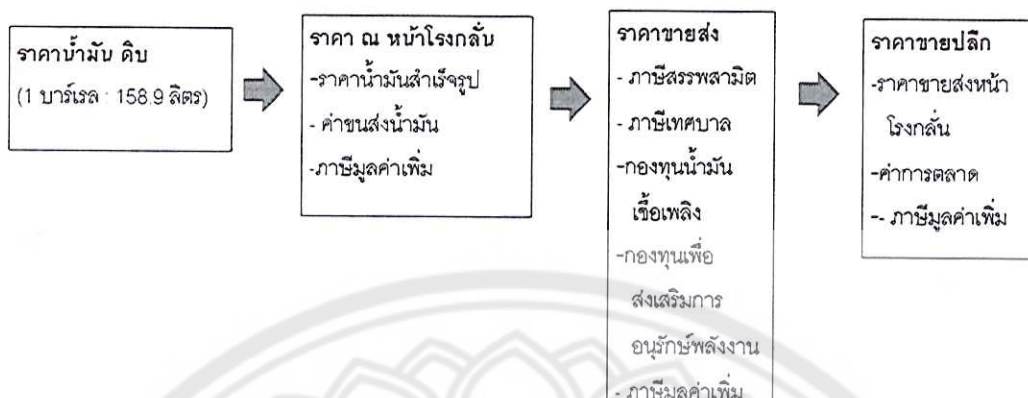 ราคาน้ำมัน ดิบ
(1 บาร์เรล : 158.9 ลิตร)
ราคา ณ หน้าโรงกลั่น
-ราคาน้ำมันสำเร็จรูป
- ค่าขนส่งน้ำมัน
-ภาษีมูลค่าเพิ่ม
ราคาขายส่ง
- ภาษีสรรพสามิต
- ภาษีเทศบาล
-กองทุนน้ำมัน
เชื้อเพลิง
-กองทุนเพื่อ
ส่งเสริมการ
อนุรักษ์พลังงาน
- ภาษีมูลค่าเพิ่ม
ราคาขายปลีก
-ราคาขายส่งหน้า
โรงกลั่น
-ค่าการตลาด
-- ภาษีมูลค่าเพิ่ม